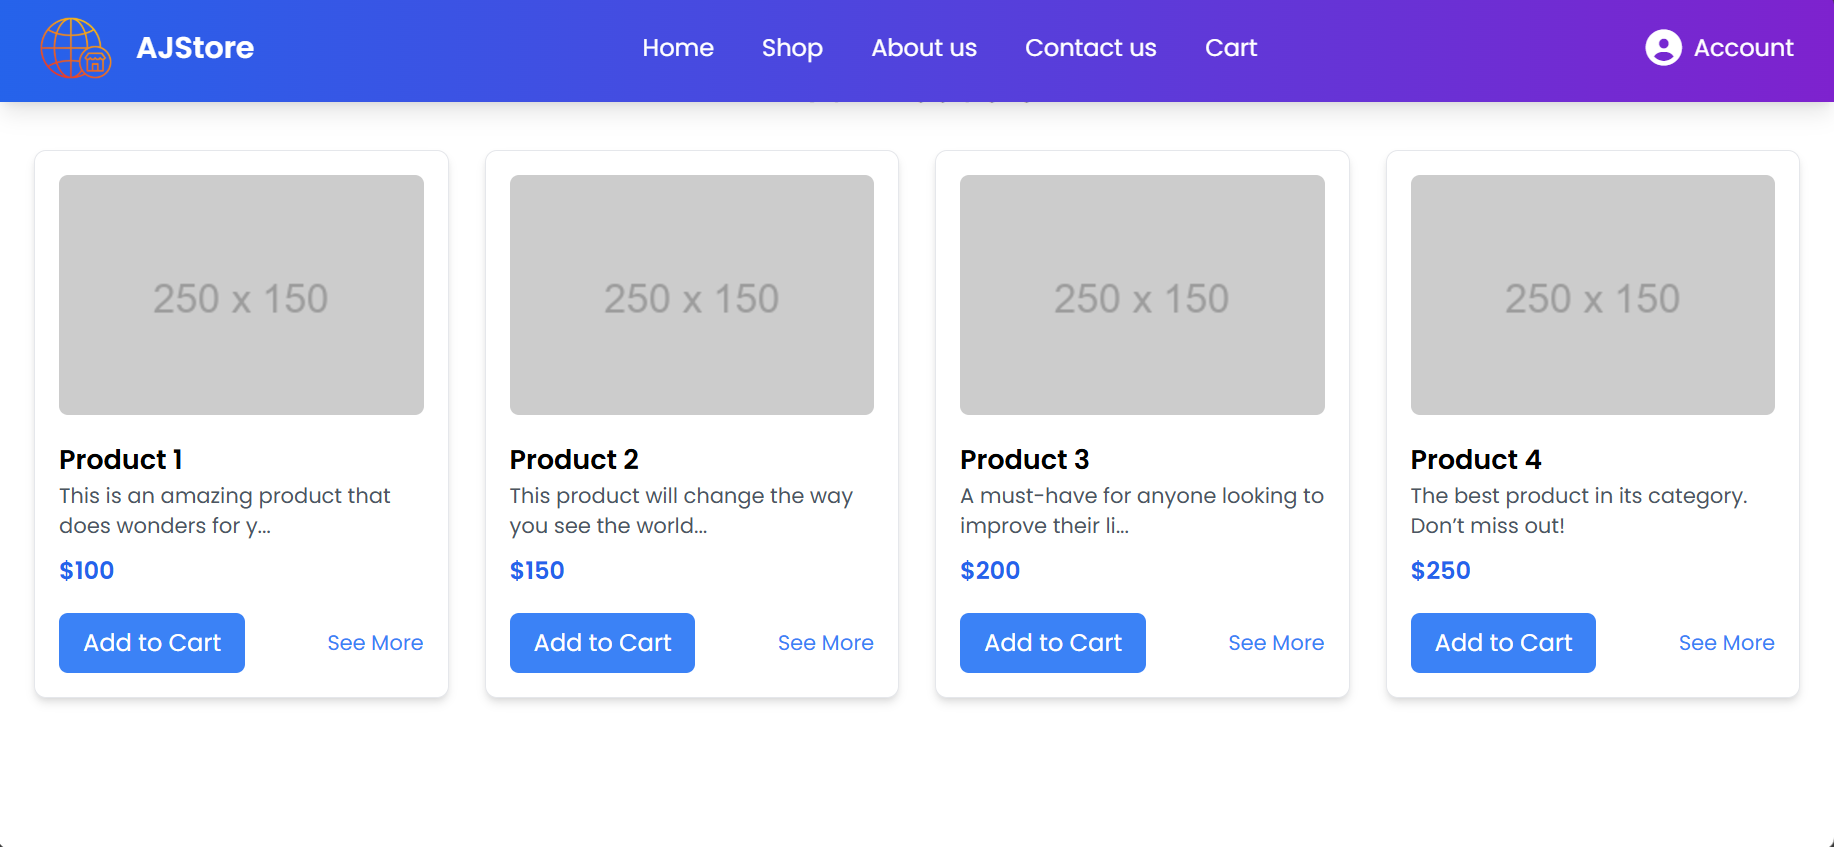 AJStore
Home
Shop
About us
Contact us
Cart
Account
250 x 150
250 x 150
250 x 150
250 x 150
Product 1
This is an amazing product that
does wonders for y...
$100
Add to Cart
See More
Product 2
This product will change the way
you see the world...
$150
Add to Cart
See More
Product 3
A must-have for anyone looking to
improve their li...
$200
Add to Cart
See More
Product 4
The best product in its category.
Don’t miss out!
$250
Add to Cart
See More